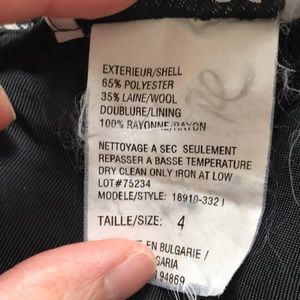 EXTERIEUR/SHELL
65% POLYESTER
35% LAINE/WOOL
DOUBLURE/LINING
100% RAYONNE/RAYON
NETTOYAGE A SEC SEULEMENT
REPASSER A BASSE TEMPERATURE
DRY CLEAN ONLY IRON AT LOW
LOT#75234
MODELE/STYLE: 18910-332 I
TAILLE/SIZE: 4
EN BULGARIE/
94869